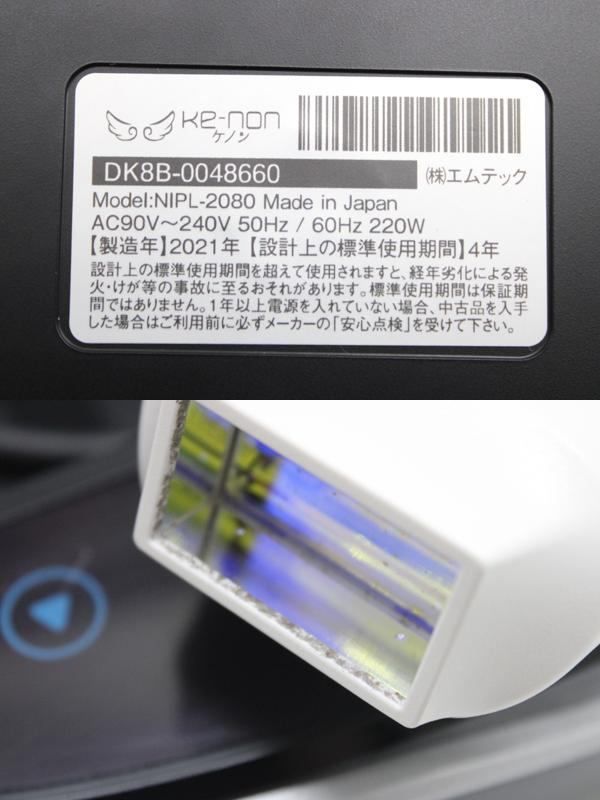 Ke-non
ケノン
DK8B-0048660
㈱エムテック
Model:NIPL-2080 Made in Japan
AC90V～240V 50Hz / 60Hz 220W
【製造年】2021年 【設計上の標準使用期間】4年
設計上の標準使用期間を超えて使用されますと、経年劣化による発
火・けが等の事故に至るおそれがあります。標準使用期間は保証期
間ではありません。1年以上電源を入れていない場合、中古品を入手
した場合はご利用前に必ずメーカーの「安心点検」を受けて下さい。